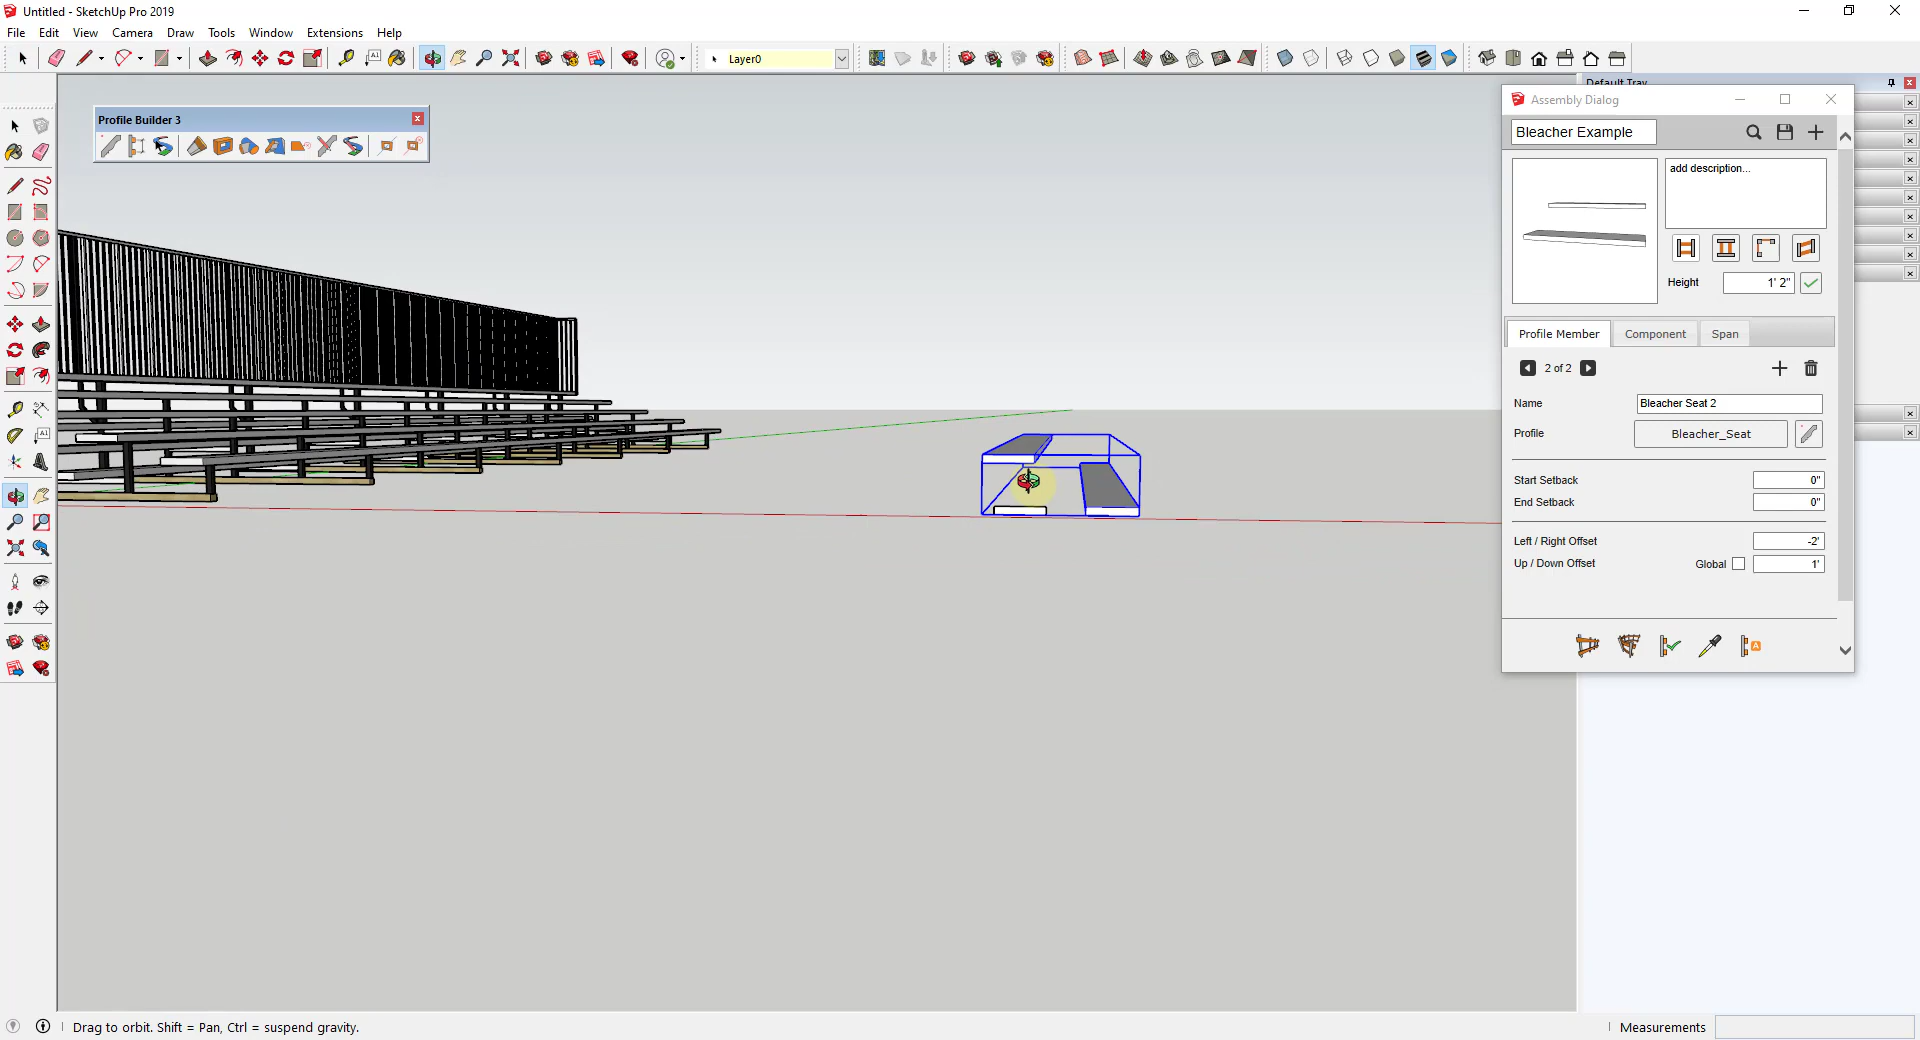 Untitled - SketchUp Pro 2019
File Edit View Camera Draw Tools Window Extensions Help
Layer0
Default Tray
Profile Builder 3
Assembly Dialog
Bleacher Example
add description...
Height 1' 2"
Profile Member Component Span
2 of 2
Name Bleacher Seat 2
Profile Bleacher_Seat
Start Setback 0"
End Setback 0"
Left / Right Offset -2'
Up / Down Offset Global 1'
Drag to orbit. Shift = Pan, Ctrl = suspend gravity.
Measurements